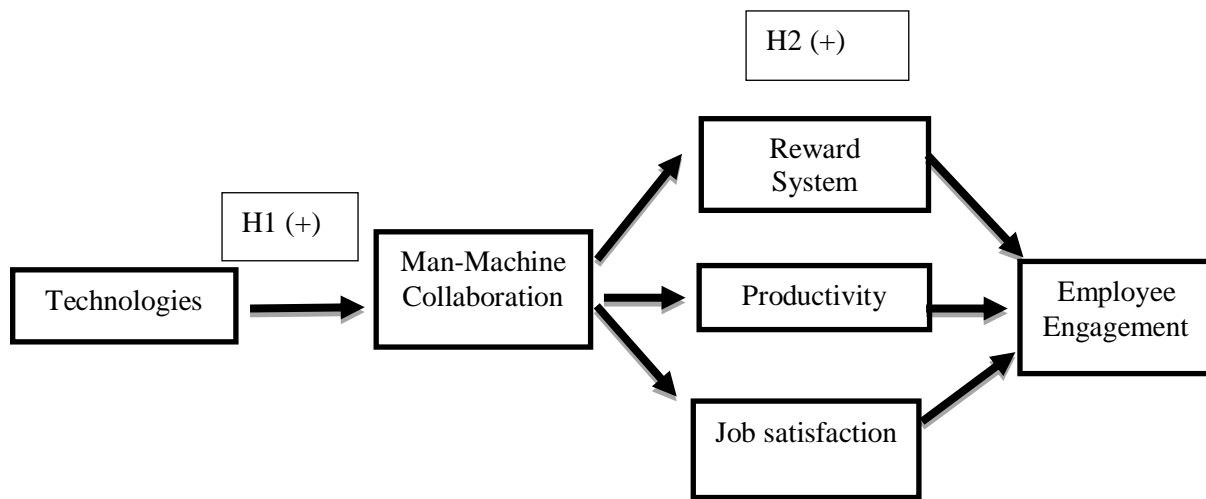 H2 (+)
Reward
System
H1 (+)
Man-Machine
Collaboration
Technologies
Productivity
Employee
Engagement
Job satisfaction